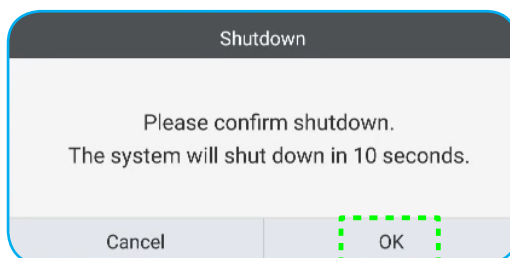 Shutdown
Please confirm shutdown.
The system will shut down in 10 seconds.
Cancel
OK